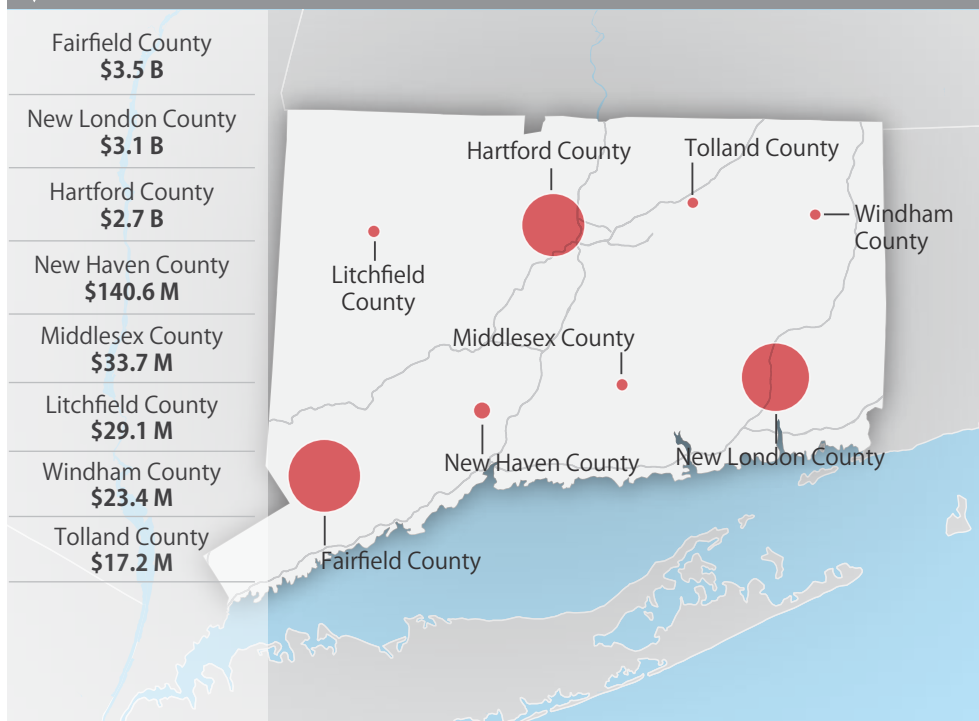 Fairfield County
$3.5 B
New London County
$3.1 B
Hartford County
$2.7 B
New Haven County
$140.6 M
Middlesex County
$33.7 M
Litchfield County
$29.1 M
Windham County
$23.4 M
Tolland County
$17.2 M
Hartford County
Tolland County
Windham
County
Litchfield
County
Middlesex County
New Haven County
New London County
Fairfield County